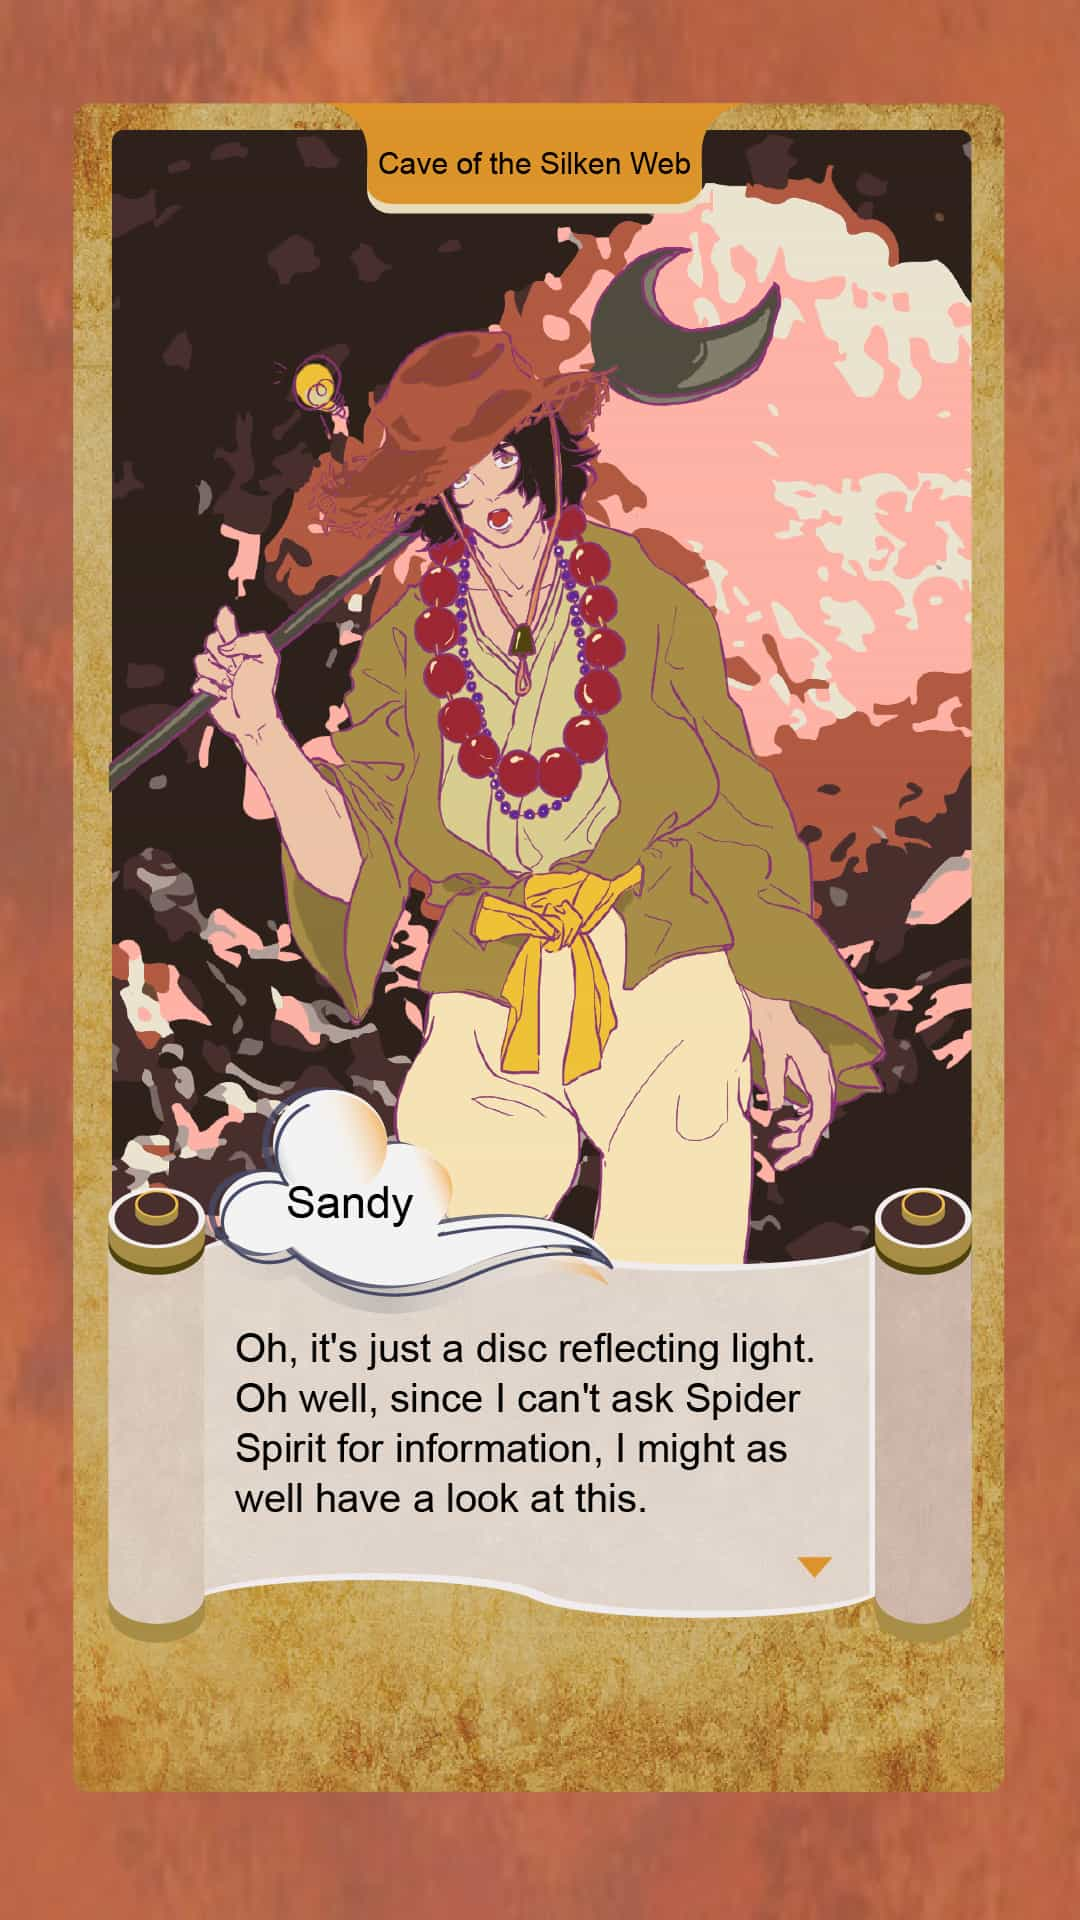 Cave of the Silken Web
Sandy
Oh, it's just a disc reflecting light.
Oh well, since I can't ask Spider
Spirit for information, I might as
well have a look at this.